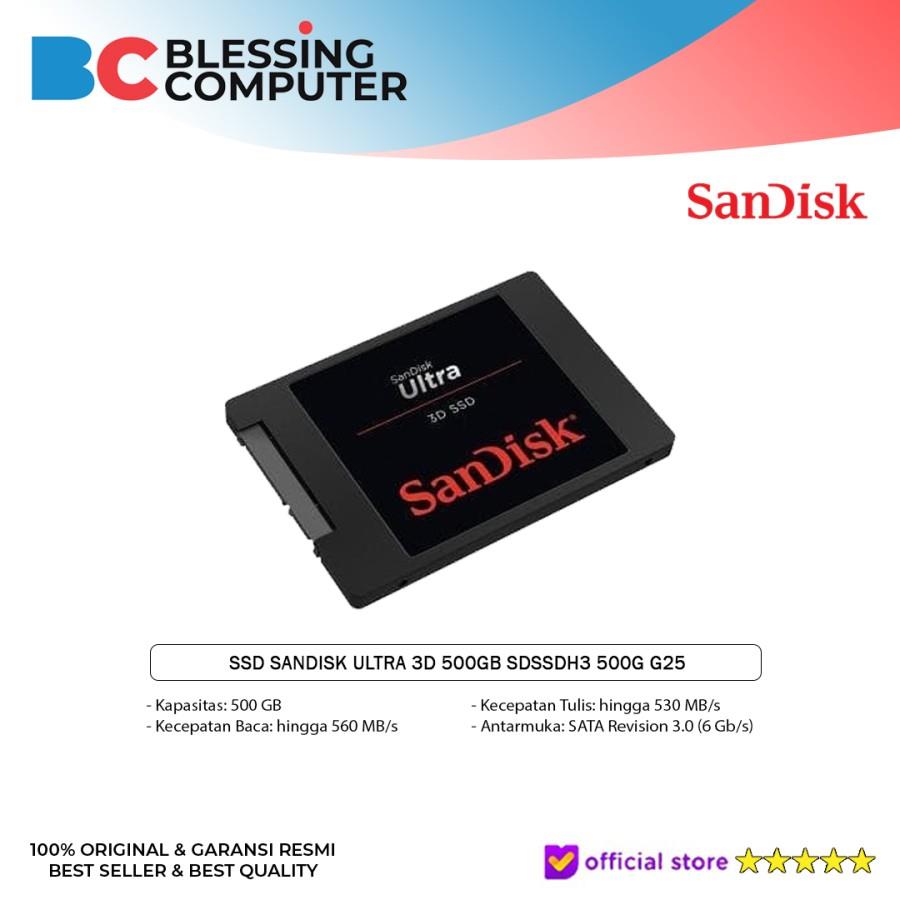 BC BLESSING
COMPUTER
SanDisk
SanDisk
Ultra
3D SSD
SanDisk
SSD SANDISK ULTRA 3D 500GB SDSSDH3 500G G25
- Kapasitas: 500 GB
- Kecepatan Baca: hingga 560 MB/s
- Kecepatan Tulis: hingga 530 MB/s
- Antarmuka: SATA Revision 3.0 (6 Gb/s)
100% ORIGINAL & GARANSI RESMI
BEST SELLER & BEST QUALITY
official store